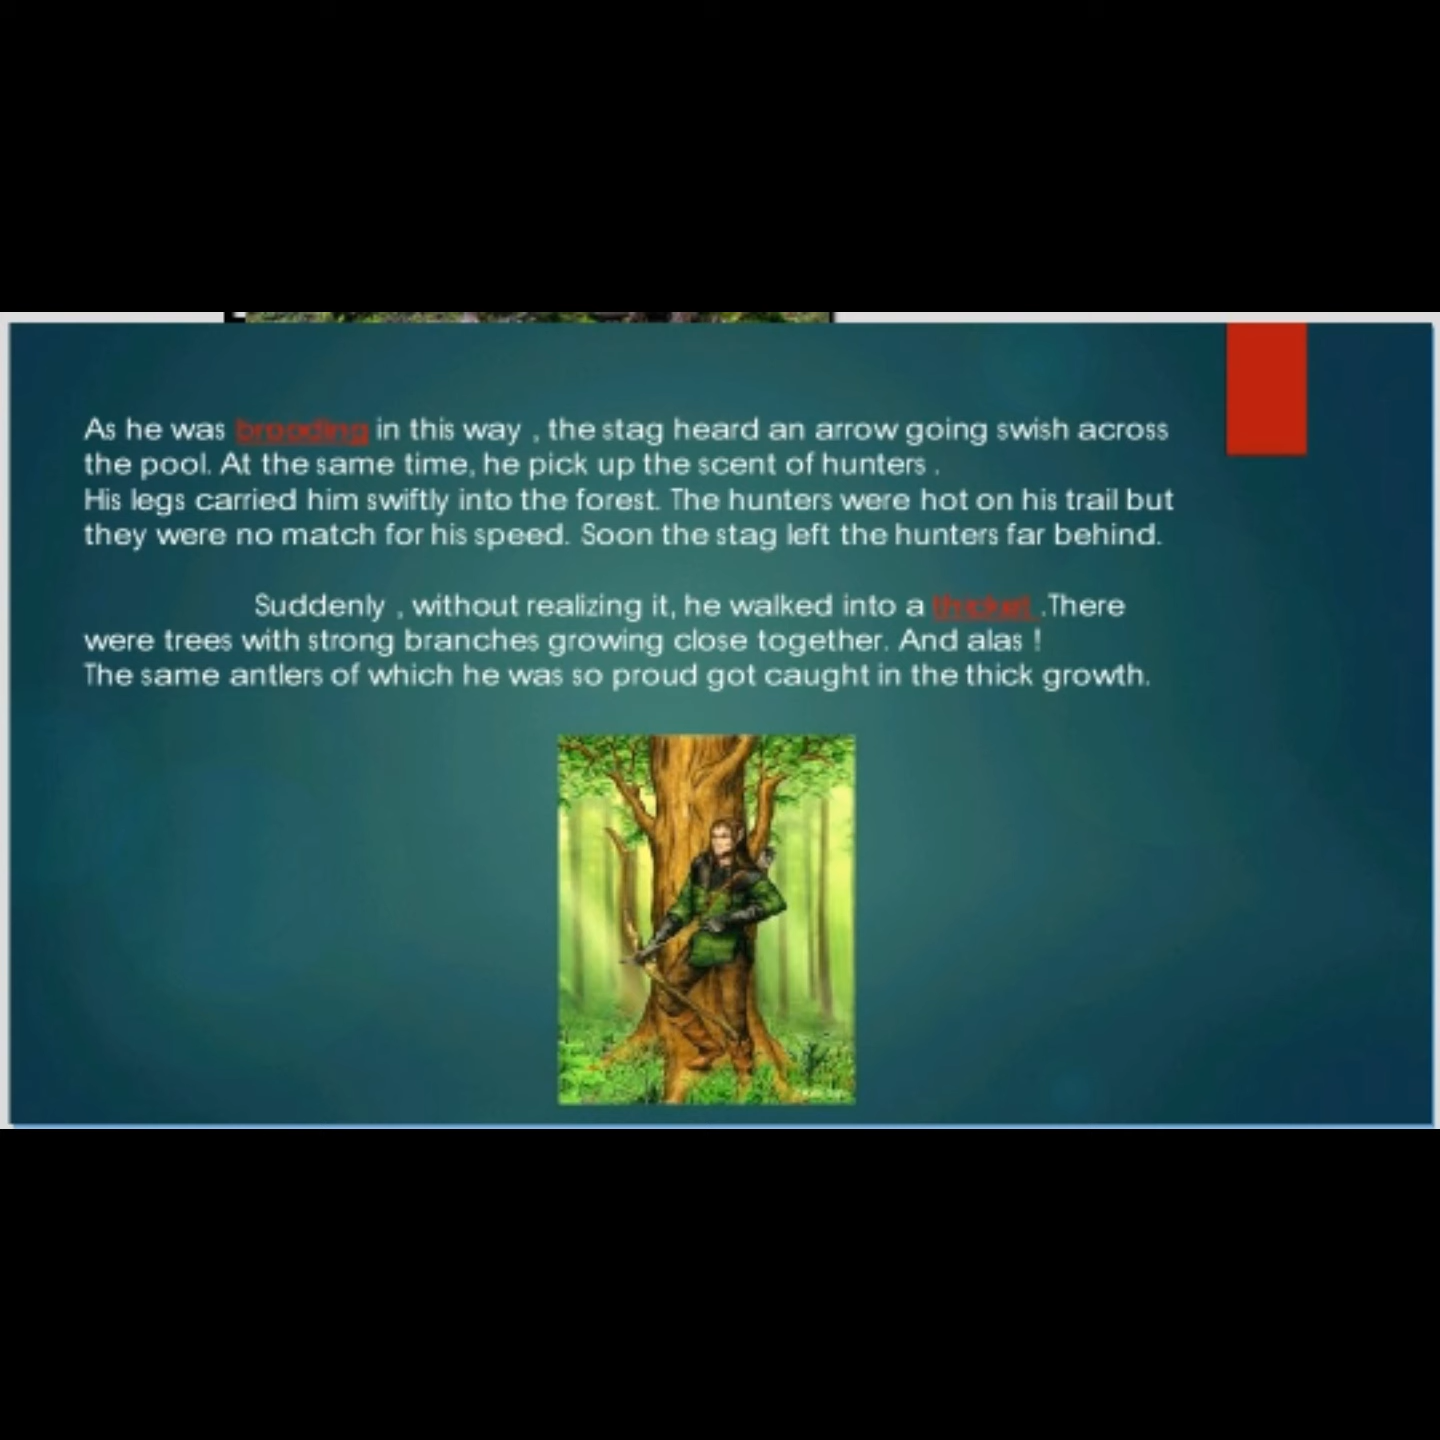 As he was brooding in this way , the stag heard an arrow going swish across
the pool. At the same time, he pick up the scent of hunters .
His legs carried him swiftly into the forest. The hunters were hot on his trail but
they were no match for his speed. Soon the stag left the hunters far behind.
Suddenly , without realizing it, he walked into a thicket .There
were trees with strong branches growing close together. And alas !
The same antlers of which he was so proud got caught in the thick growth.